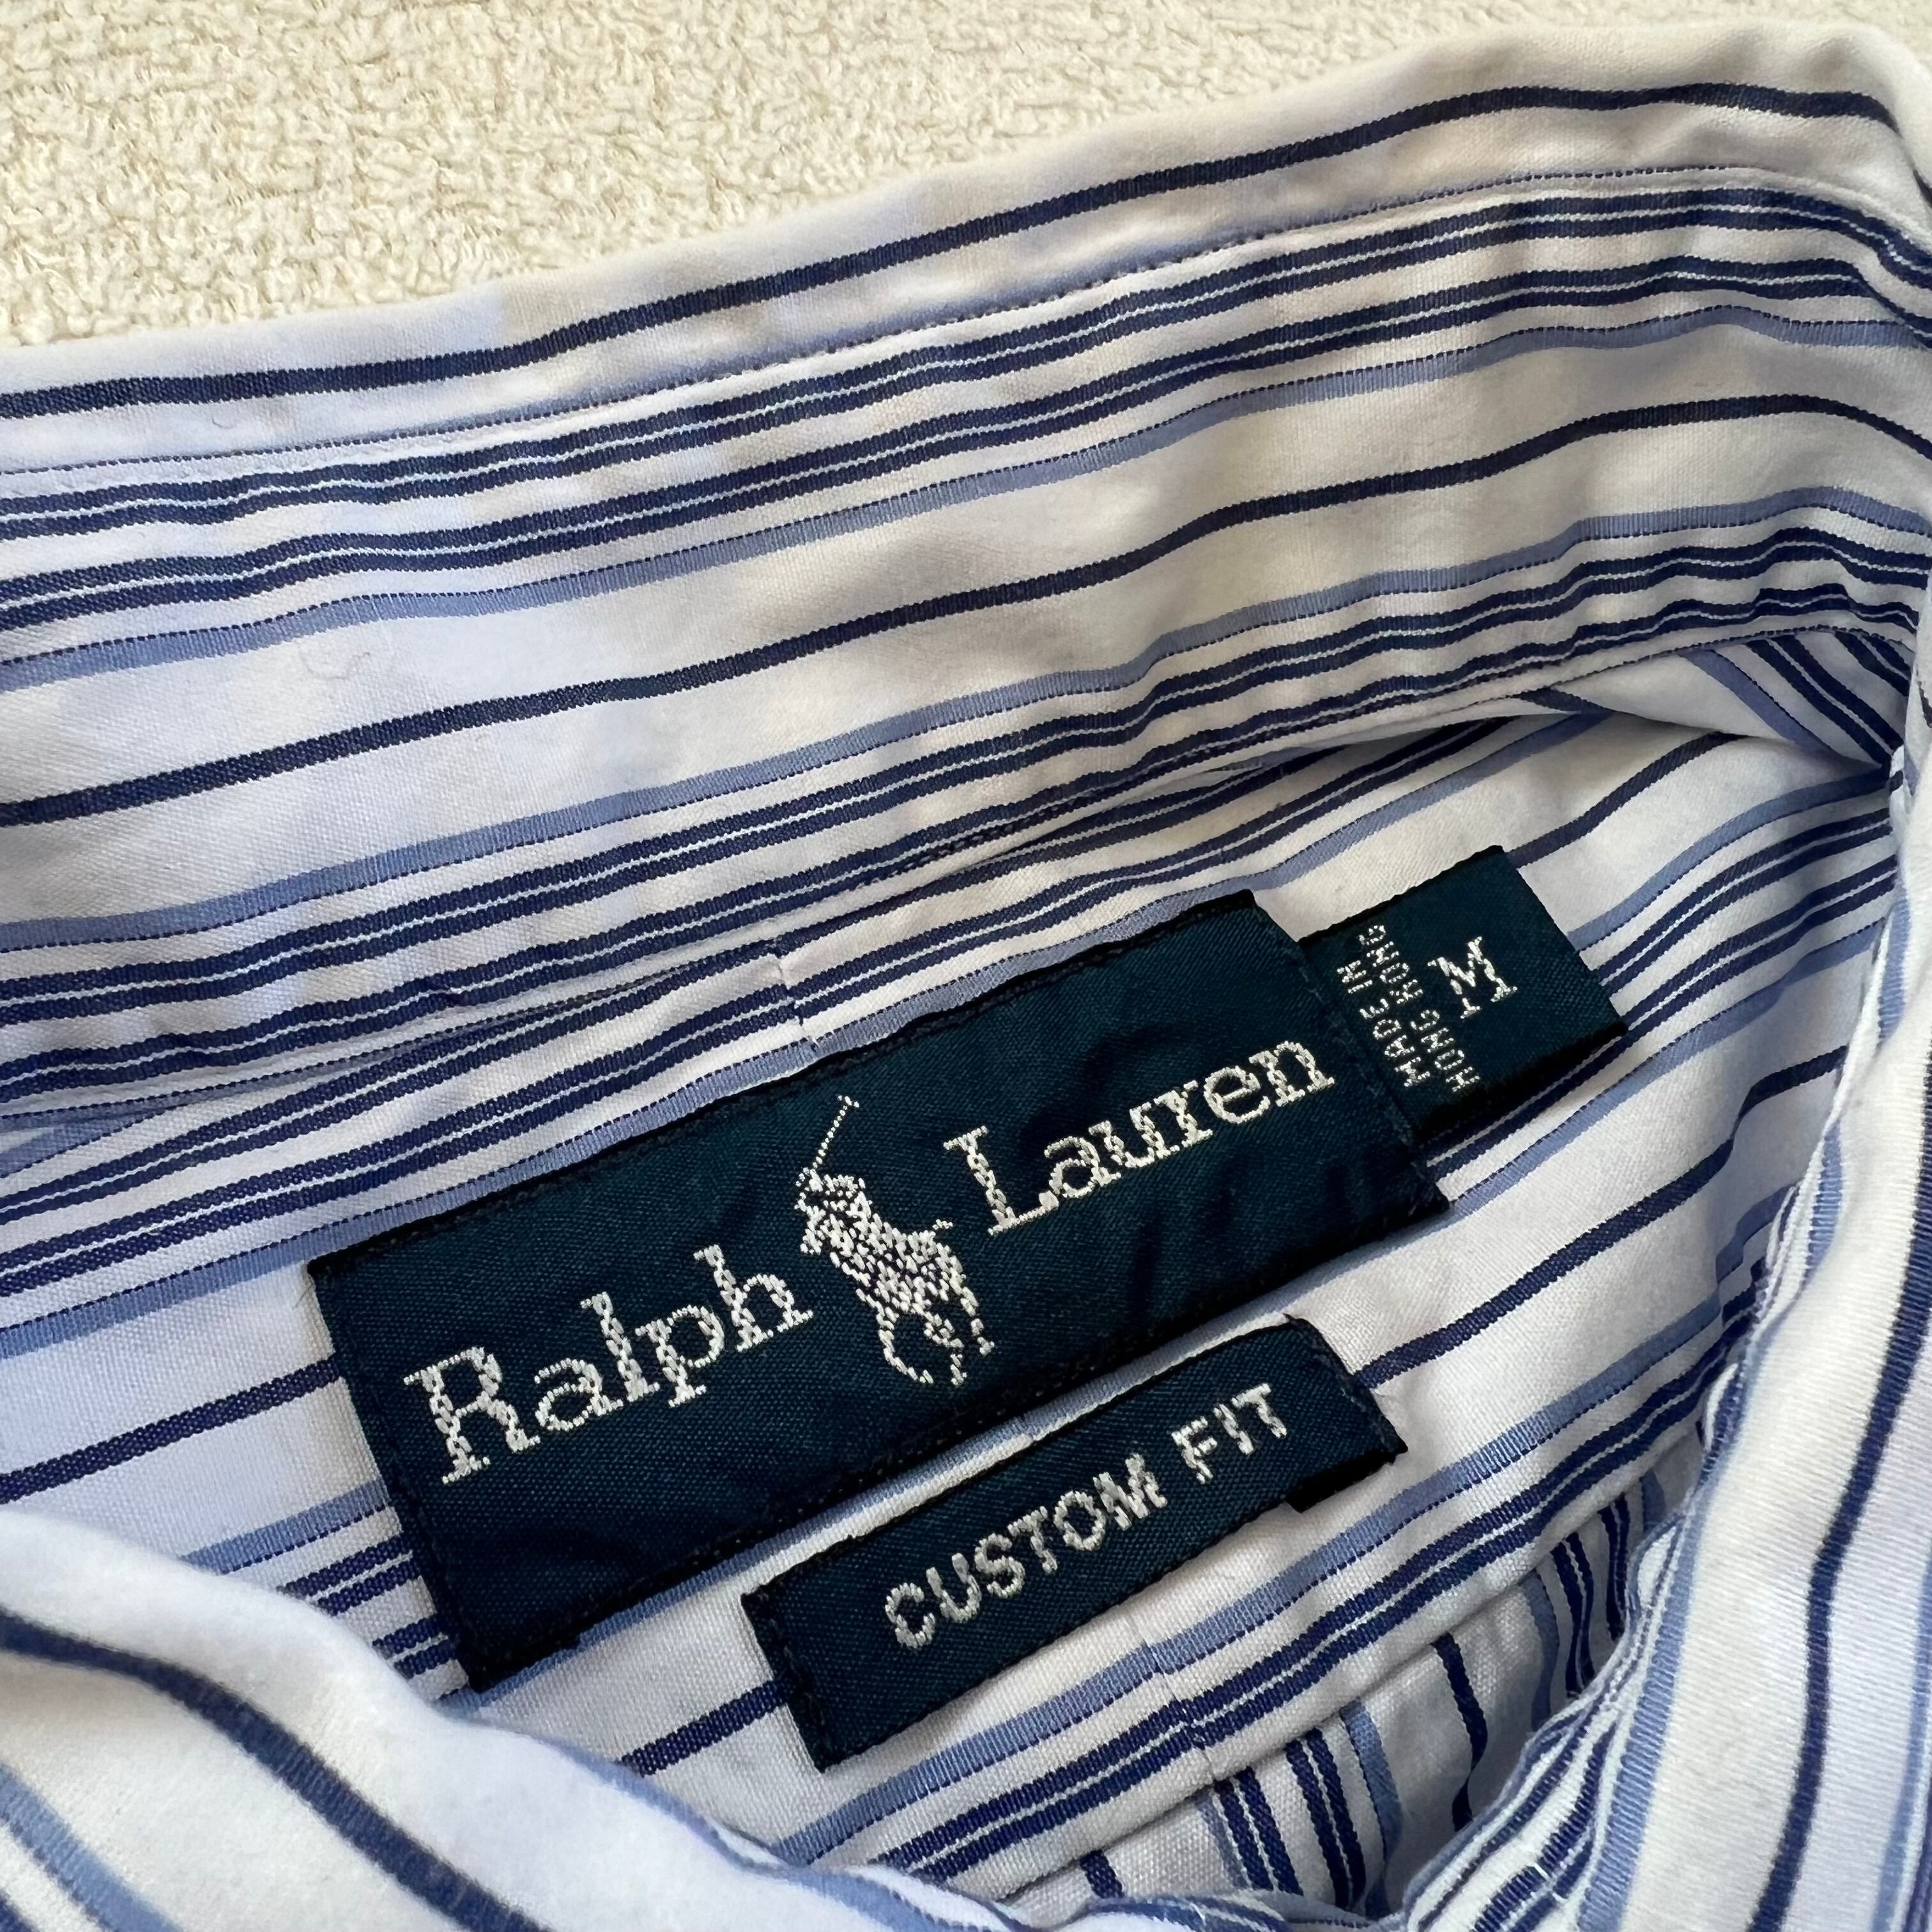 Ralph Lauren
M
MADE IN
HONG KONG
CUSTOM FIT